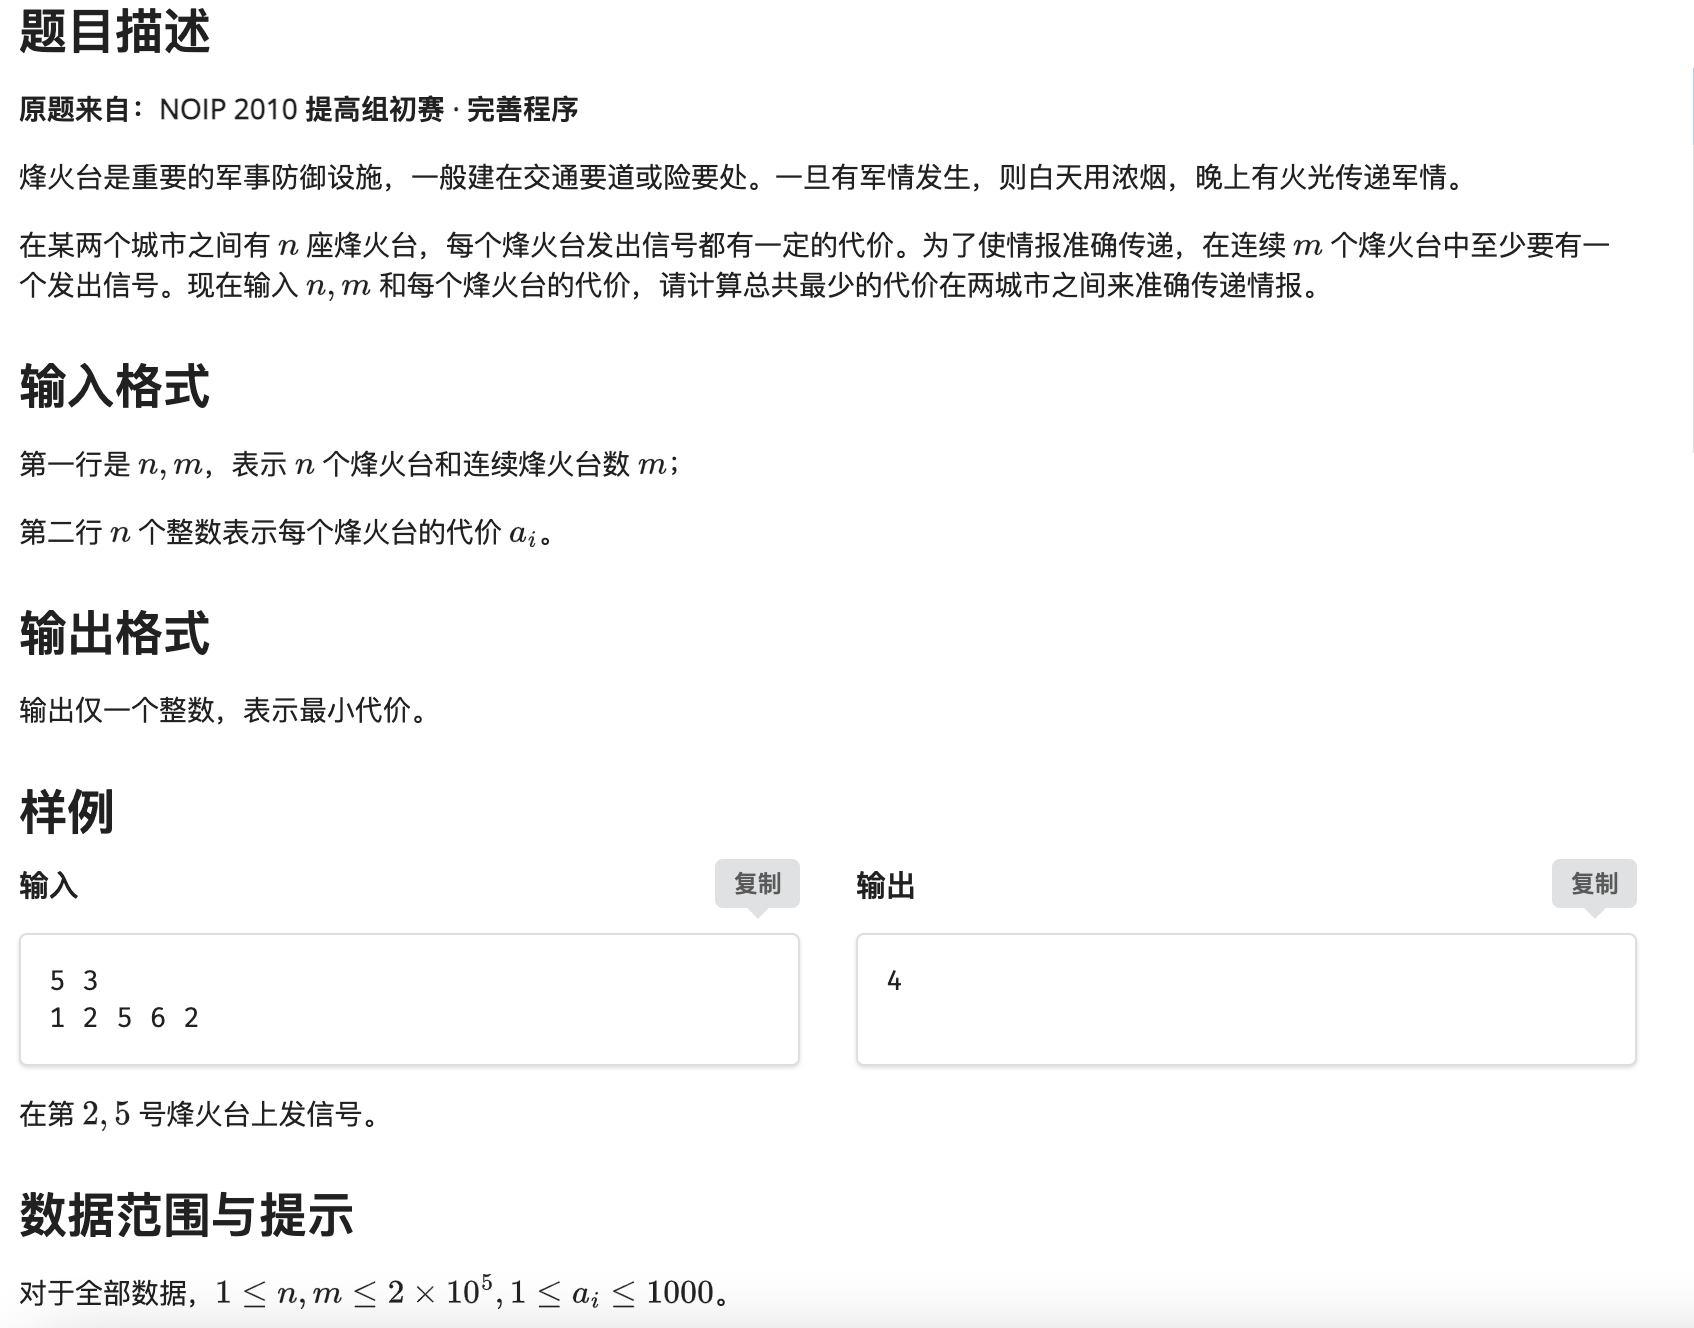 题目描述
原题来自：NOIP 2010 提高组初赛 · 完善程序
烽火台是重要的军事防御设施，一般建在交通要道或险要处。一旦有军情发生，则白天用浓烟，晚上有火光传递军情。
在某两个城市之间有 n 座烽火台，每个烽火台发出信号都有一定的代价。为了使情报准确传递，在连续 m 个烽火台中至少要有一
个发出信号。现在输入 n, m 和每个烽火台的代价，请计算总共最少的代价在两城市之间来准确传递情报。
输入格式
第一行是 n, m，表示 n 个烽火台和连续烽火台数 m；
第二行 n 个整数表示每个烽火台的代价 aᵢ。
输出格式
输出仅一个整数，表示最小代价。
样例
输入 复制
5 3
1 2 5 6 2
输出 复制
4
在第 2, 5 号烽火台上发信号。
数据范围与提示
对于全部数据，1 ≤ n, m ≤ 2 × 10⁵, 1 ≤ aᵢ ≤ 1000。